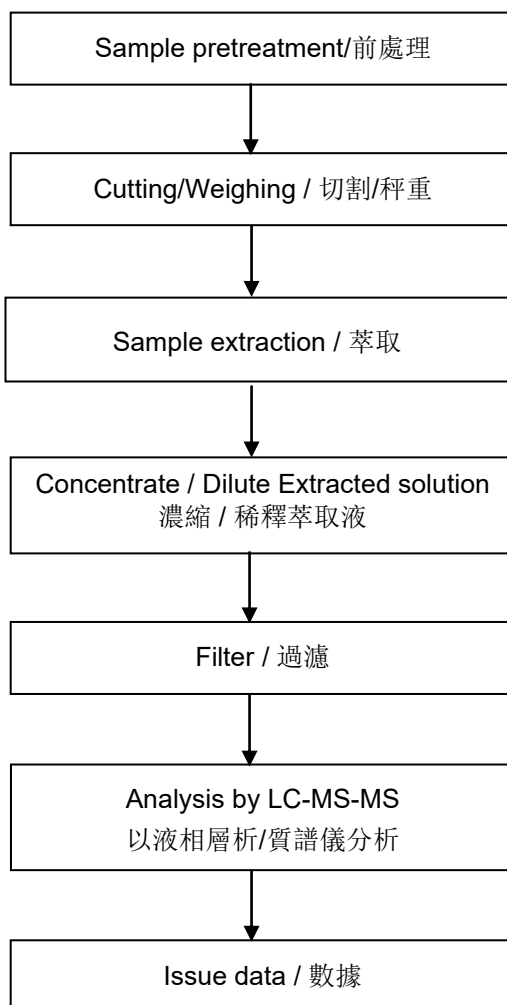 Sample pretreatment/前處理
Cutting/Weighing / 切割/秤重
Sample extraction / 萃取
Concentrate / Dilute Extracted solution
濃縮 / 稀釋萃取液
Filter / 過濾
Analysis by LC-MS-MS
以液相層析/質譜儀分析
Issue data / 數據